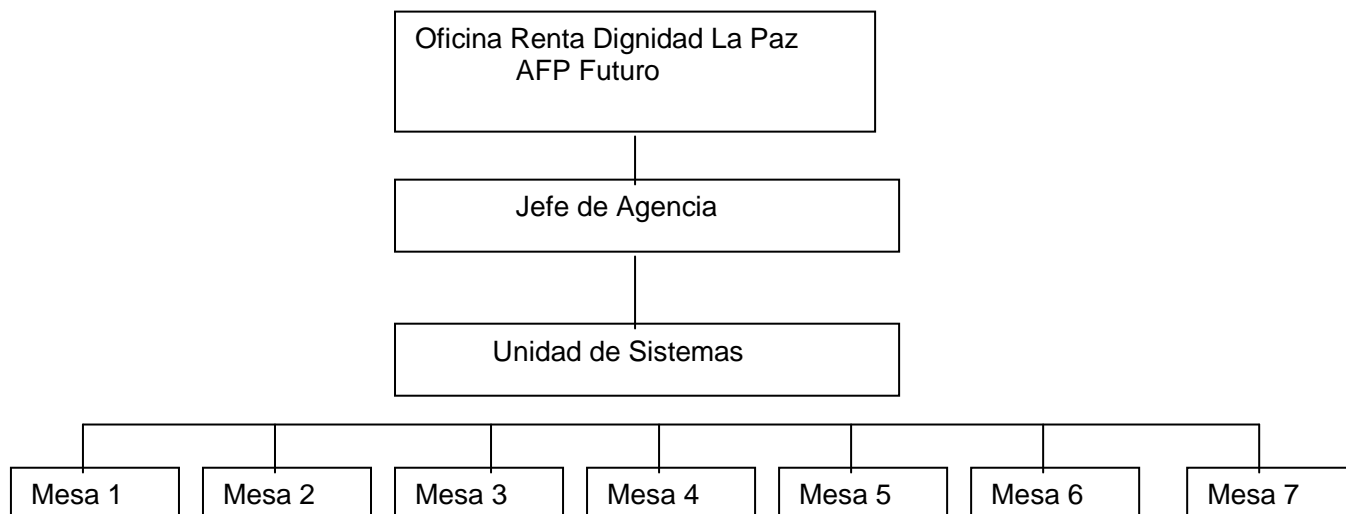 Oficina Renta Dignidad La Paz
AFP Futuro
Jefe de Agencia
Unidad de Sistemas
Mesa 1
Mesa 2
Mesa 3
Mesa 4
Mesa 5
Mesa 6
Mesa 7